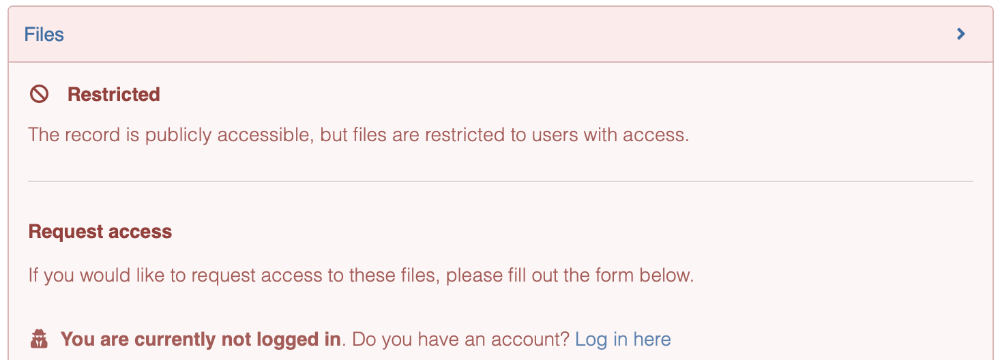 Files
Restricted
The record is publicly accessible, but files are restricted to users with access.
Request access
If you would like to request access to these files, please fill out the form below.
You are currently not logged in. Do you have an account? Log in here